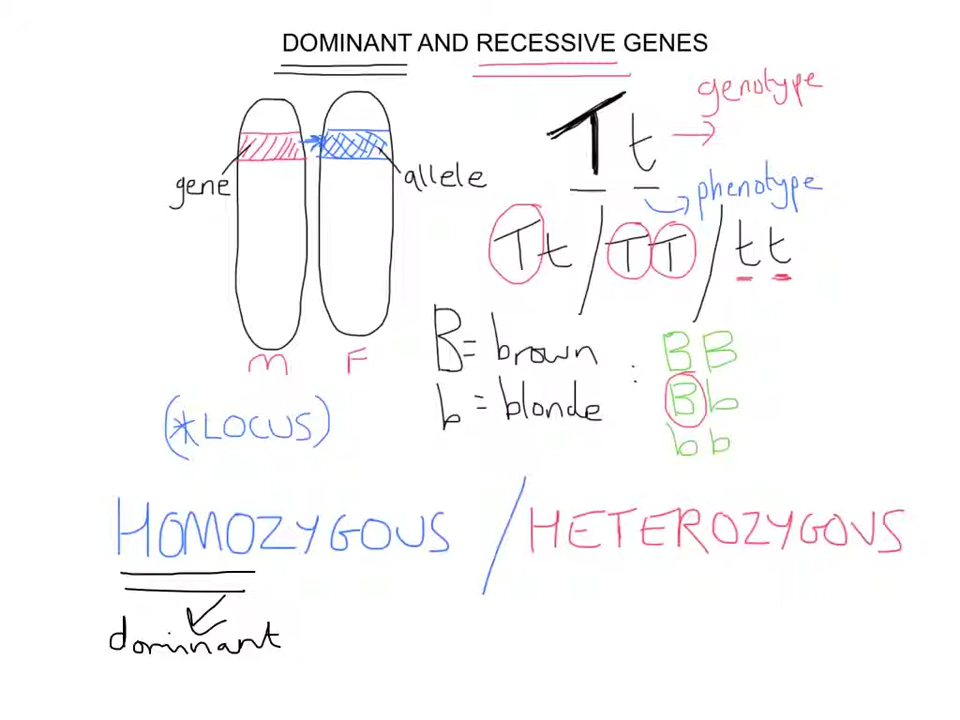 DOMINANT AND RECESSIVE GENES
T t → genotype
phenotype
gene
allele
Tt / TT / tt
M F
B = brown : BB
b = blonde Bb
bb
(*LOCUS)
HOMOZYGOUS / HETEROZYGOUS
dominant